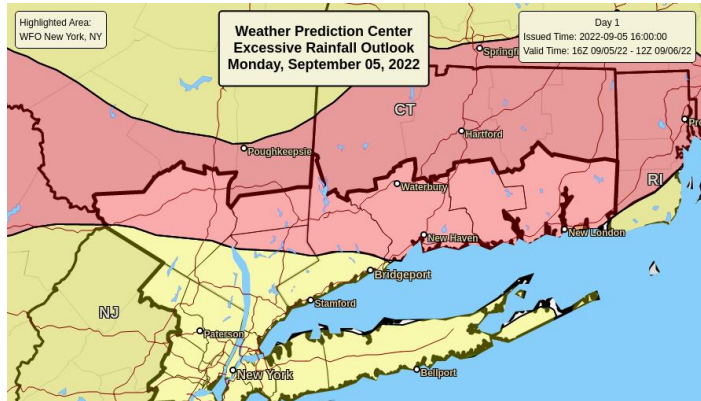 Highlighted Area:
WFO New York, NY
Weather Prediction Center
Excessive Rainfall Outlook
Monday, September 05, 2022
Day 1
Issued Time: 2022-09-05 16:00:00
Valid Time: 16Z 09/05/22 - 12Z 09/06/22
Springfi
CT
Pro
Hartford
Poughkeepsie
RI
Waterbury
New Haven
New London
Bridgeport
Stamford
NJ
Paterson
New York
Bellport